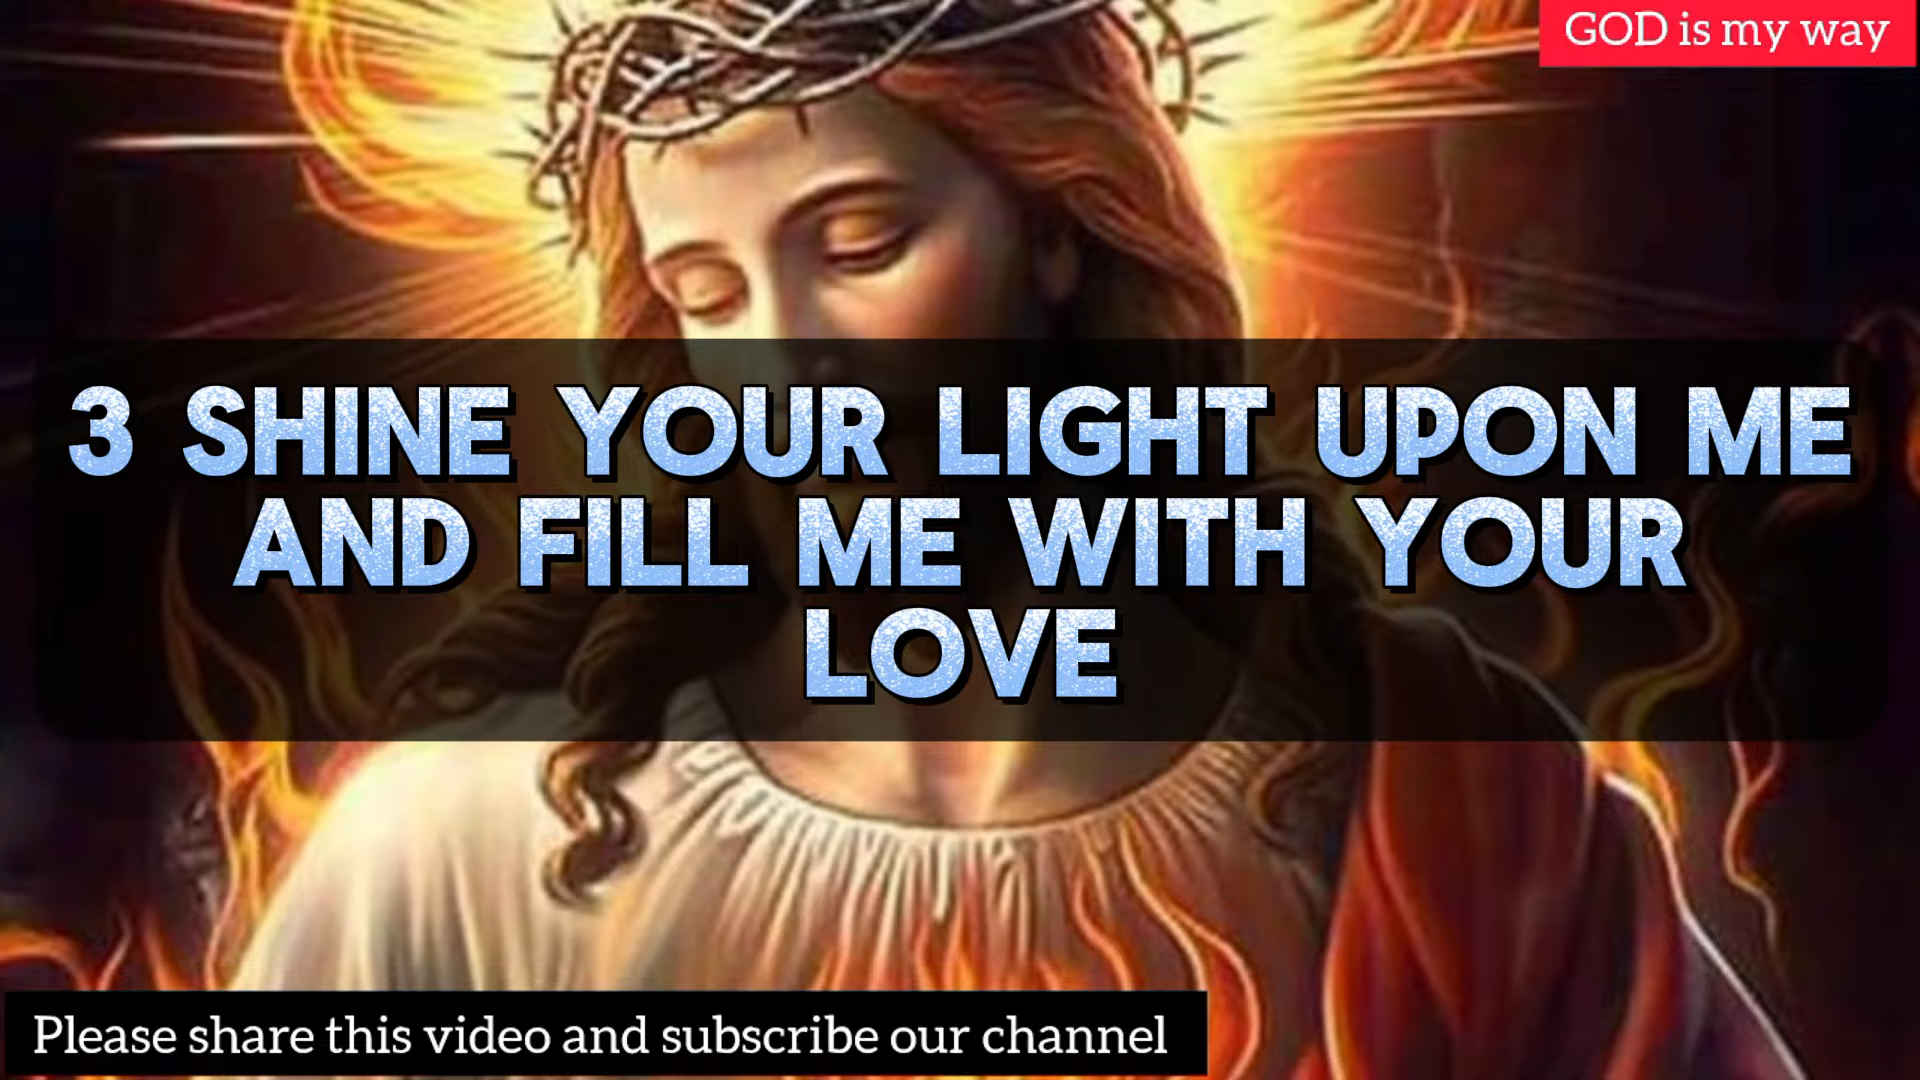 GOD is my way
3 SHINE YOUR LIGHT UPON ME
AND FILL ME WITH YOUR
LOVE
Please share this video and subscribe our channel